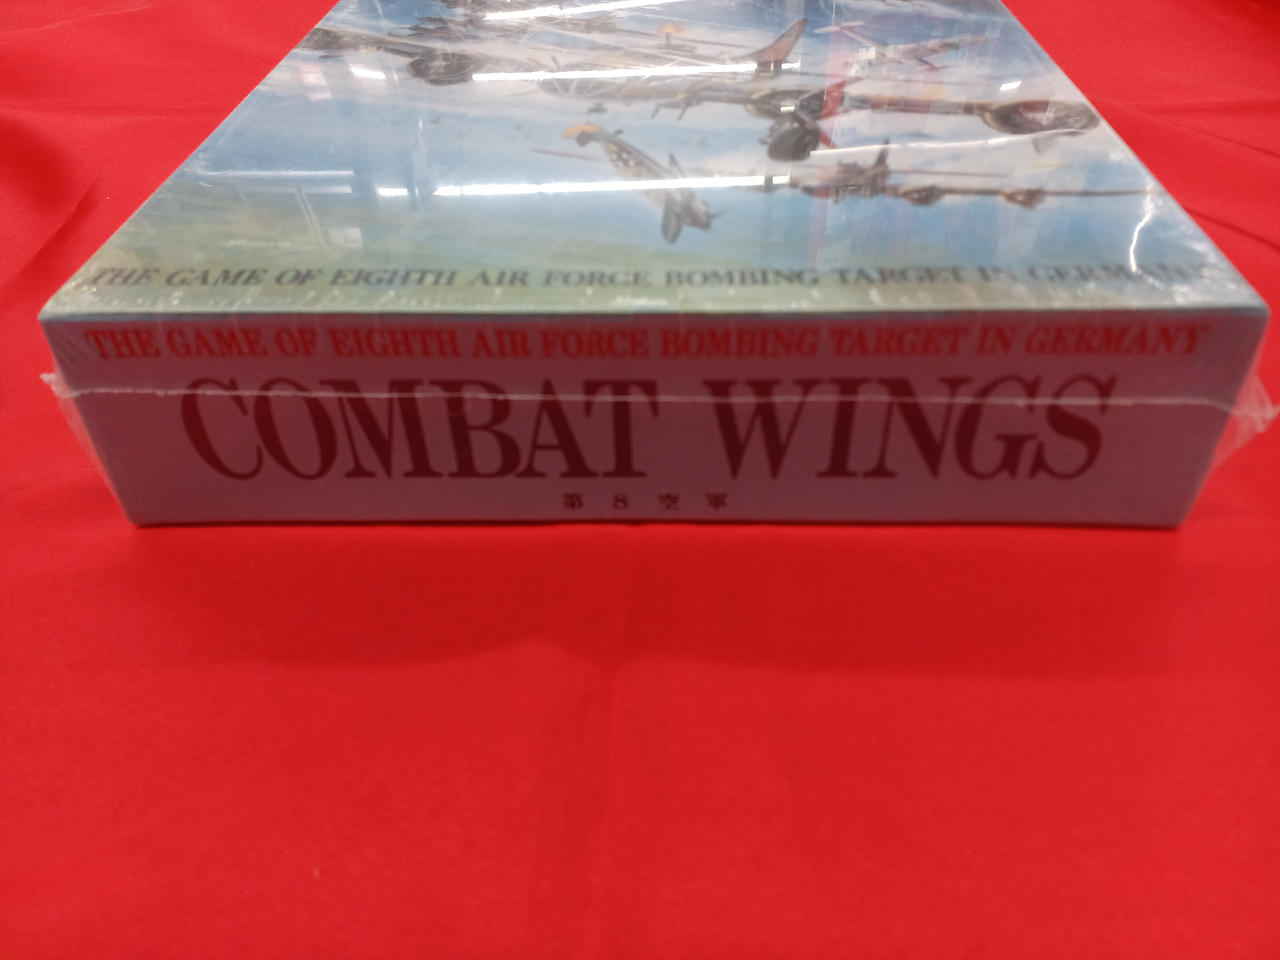 THE GAME OF EIGHTH AIR FORCE BOMBING TARGET IN GERMANY
THE GAME OF EIGHTH AIR FORCE BOMBING TARGET IN GERMANY
COMBAT WINGS
第8空軍